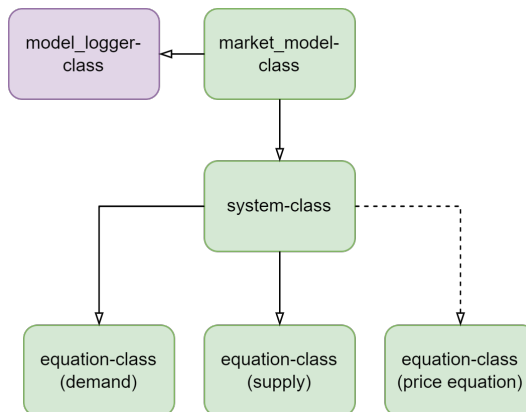 model_logger-
class
market_model-
class
system-class
equation-class
(demand)
equation-class
(supply)
equation-class
(price equation)